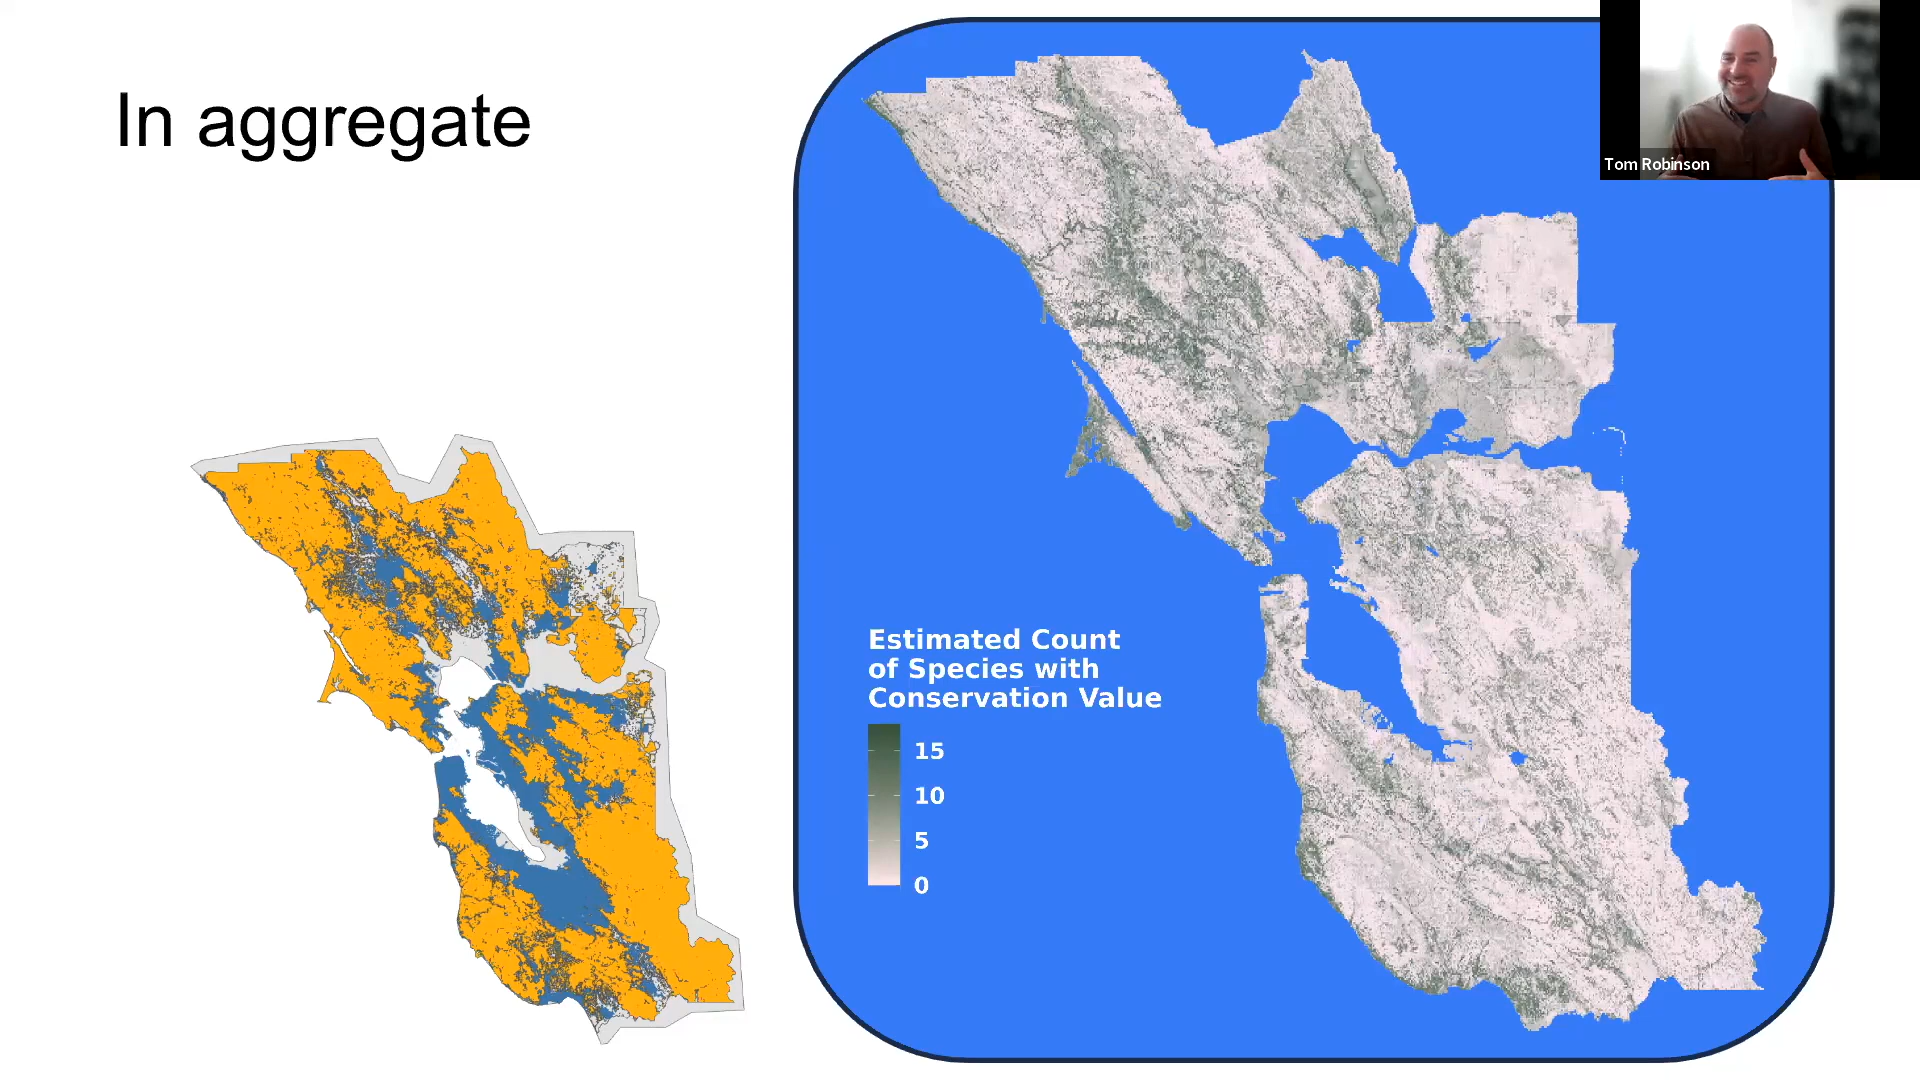 In aggregate
Tom Robinson
Estimated Count
of Species with
Conservation Value
15
10
5
0